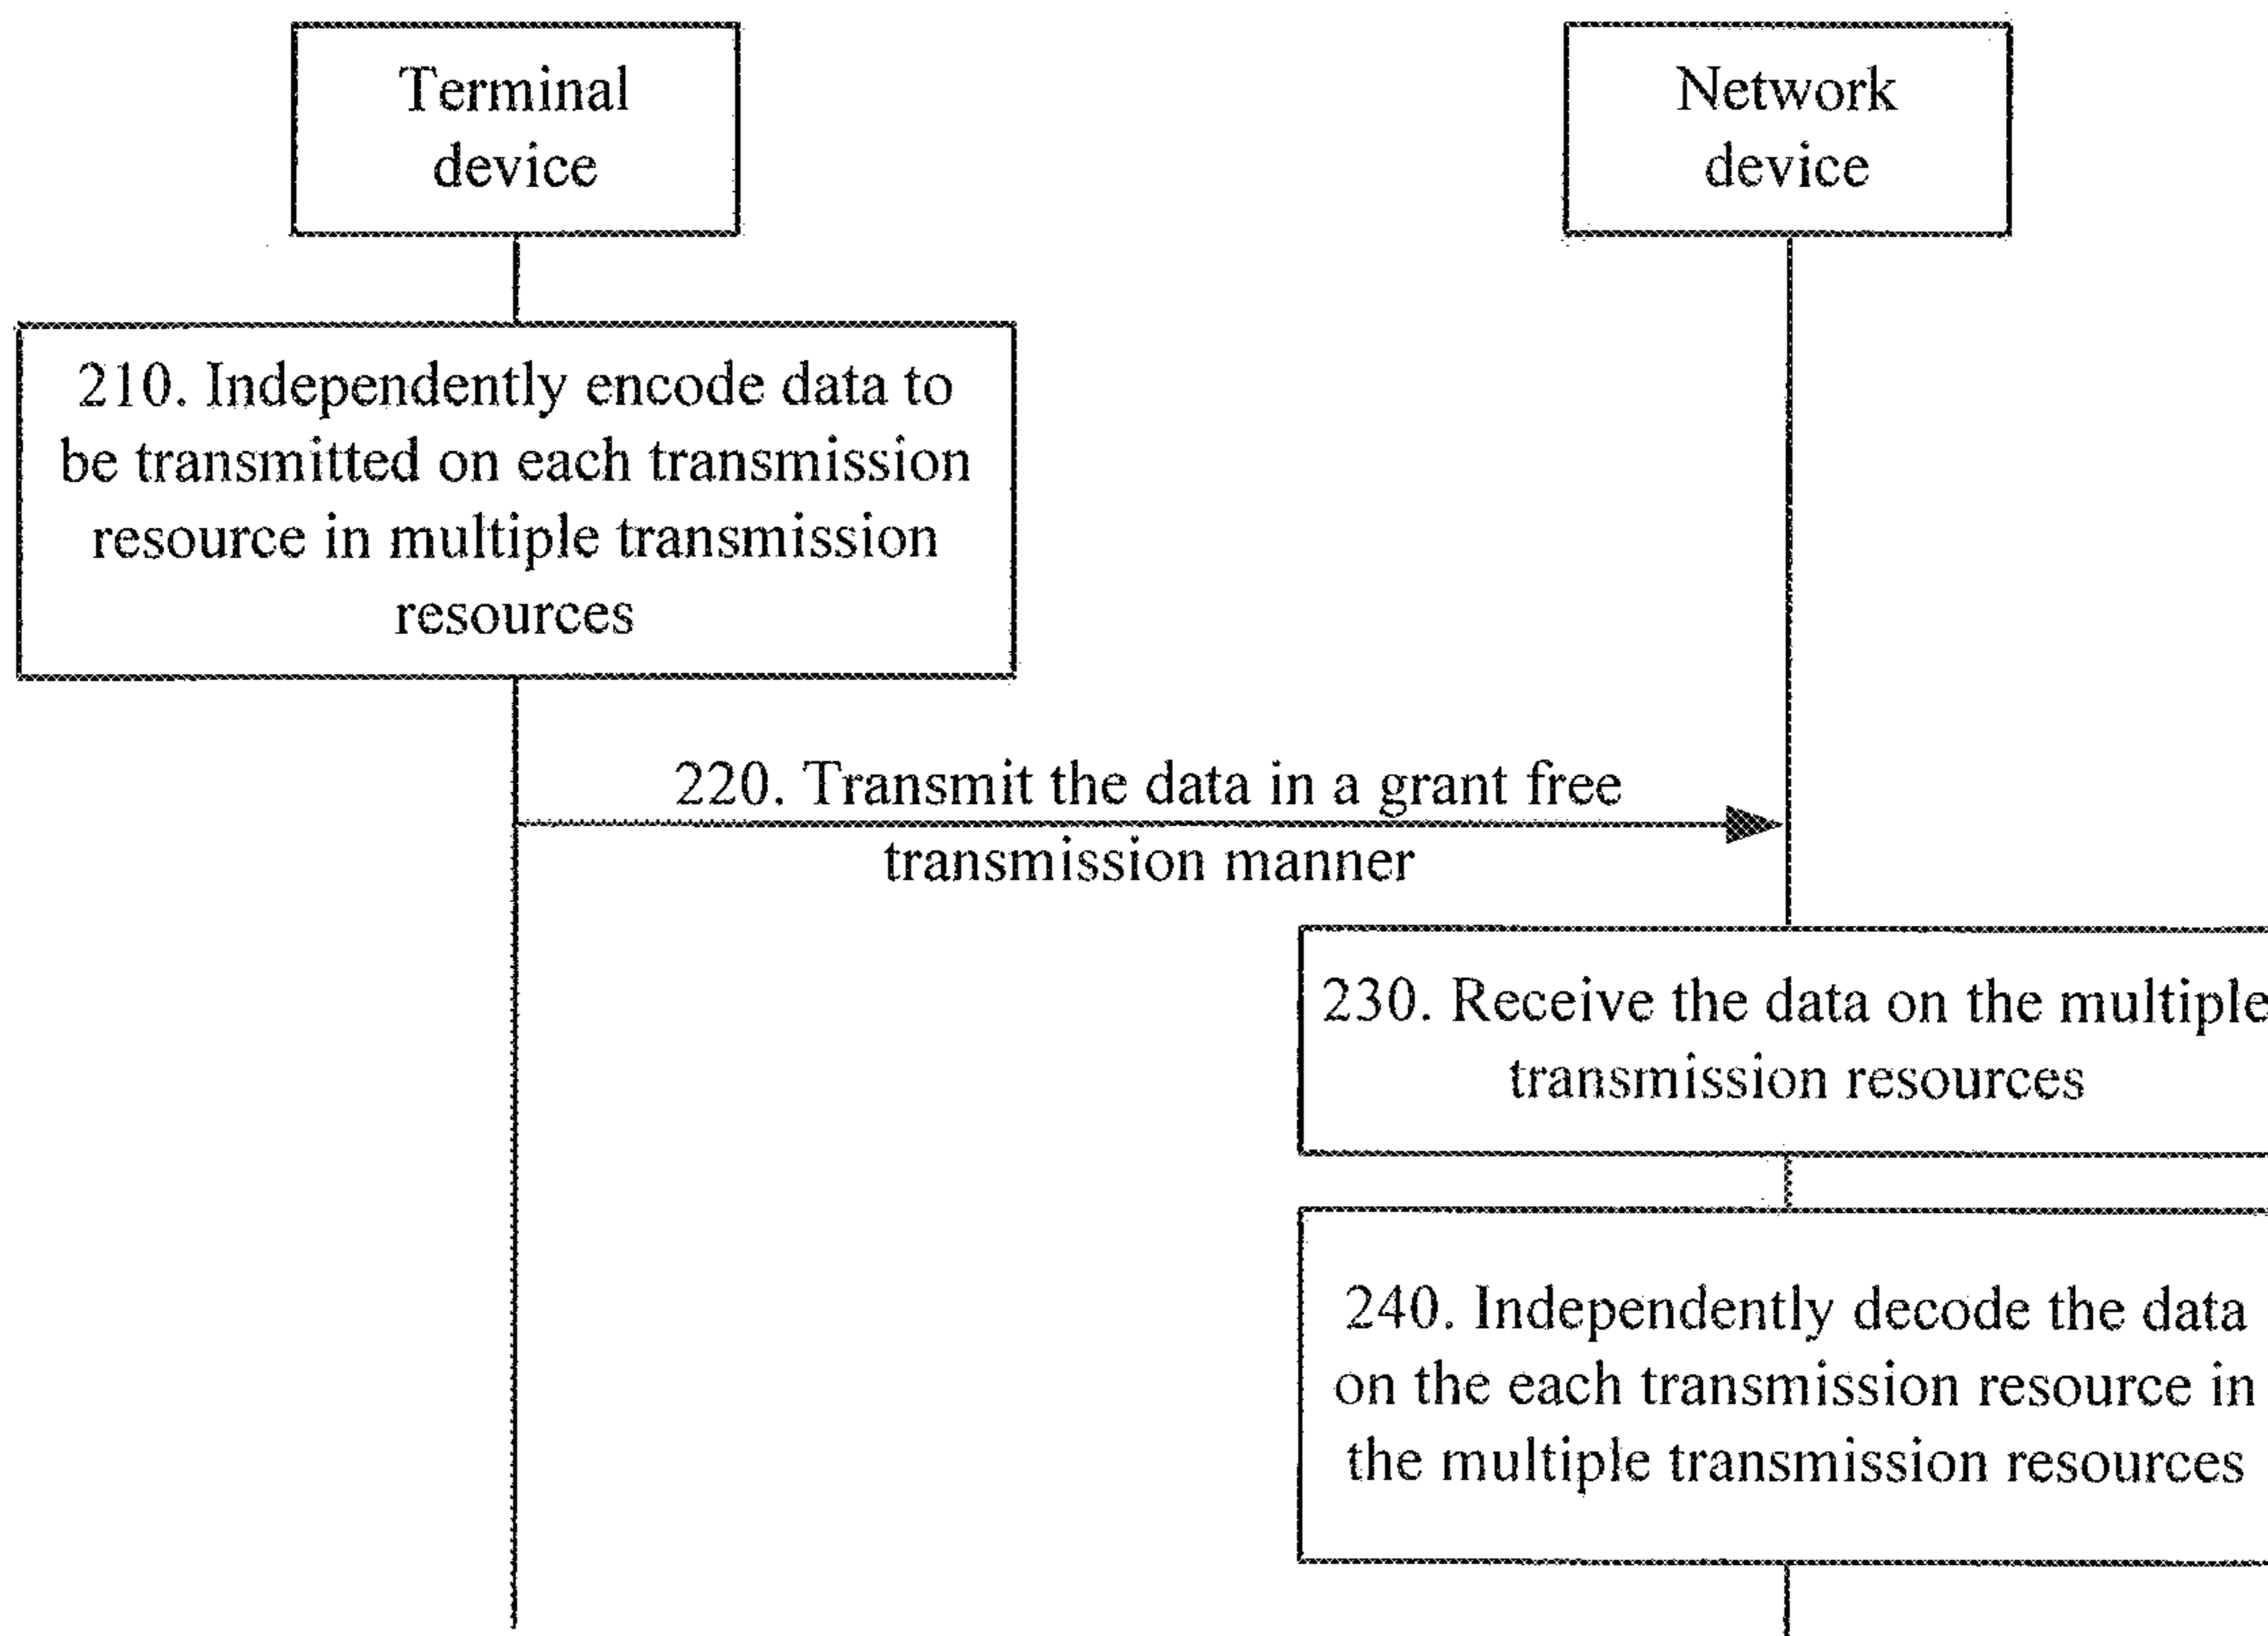 Terminal
device
Network
device
210. Independently encode data to
be transmitted on each transmission
resource in multiple transmission
resources
220. Transmit the data in a grant free
transmission manner
230. Receive the data on the multiple
transmission resources
240. Independently decode the data
on the each transmission resource in
the multiple transmission resources